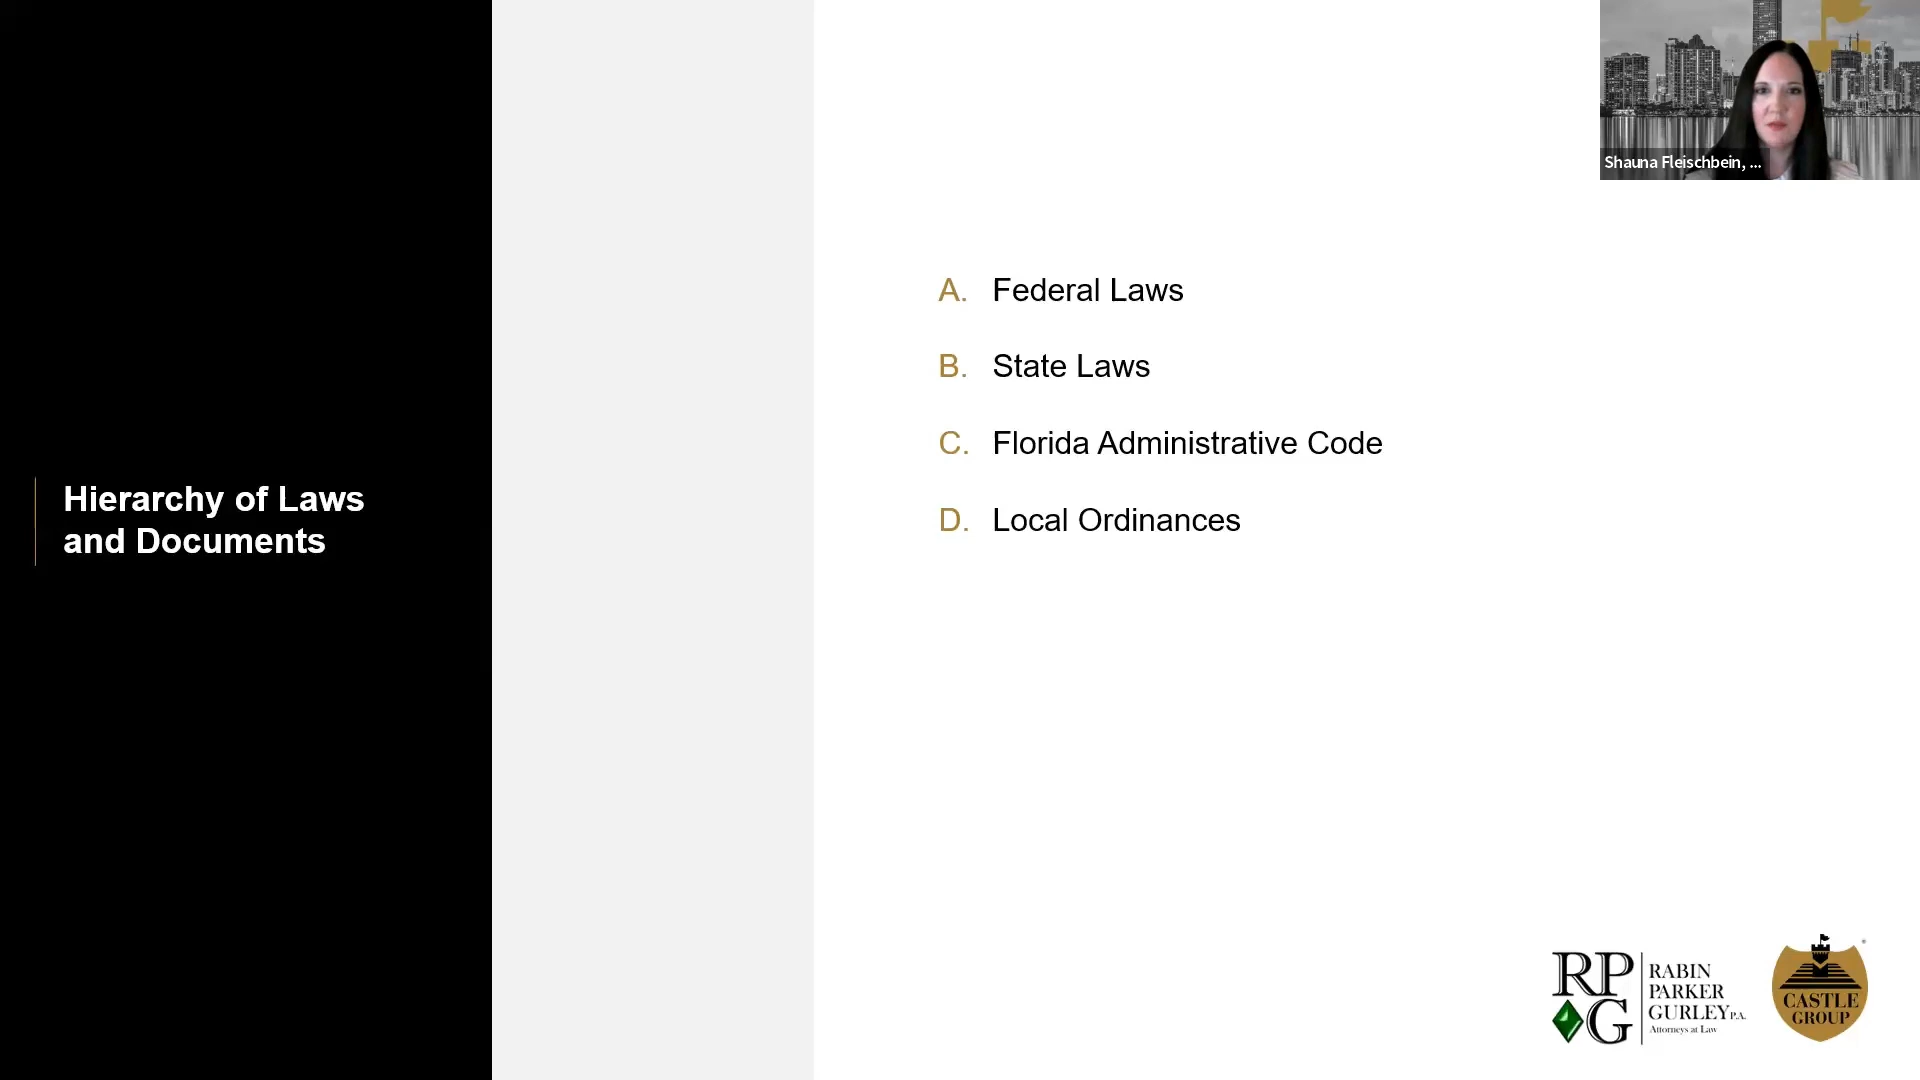 Shauna Fleischbein, ...
A. Federal Laws
B. State Laws
C. Florida Administrative Code
Hierarchy of Laws
and Documents
D. Local Ordinances
RPG
RABIN
PARKER
GURLEY P.A.
Attorneys at Law
CASTLE
GROUP